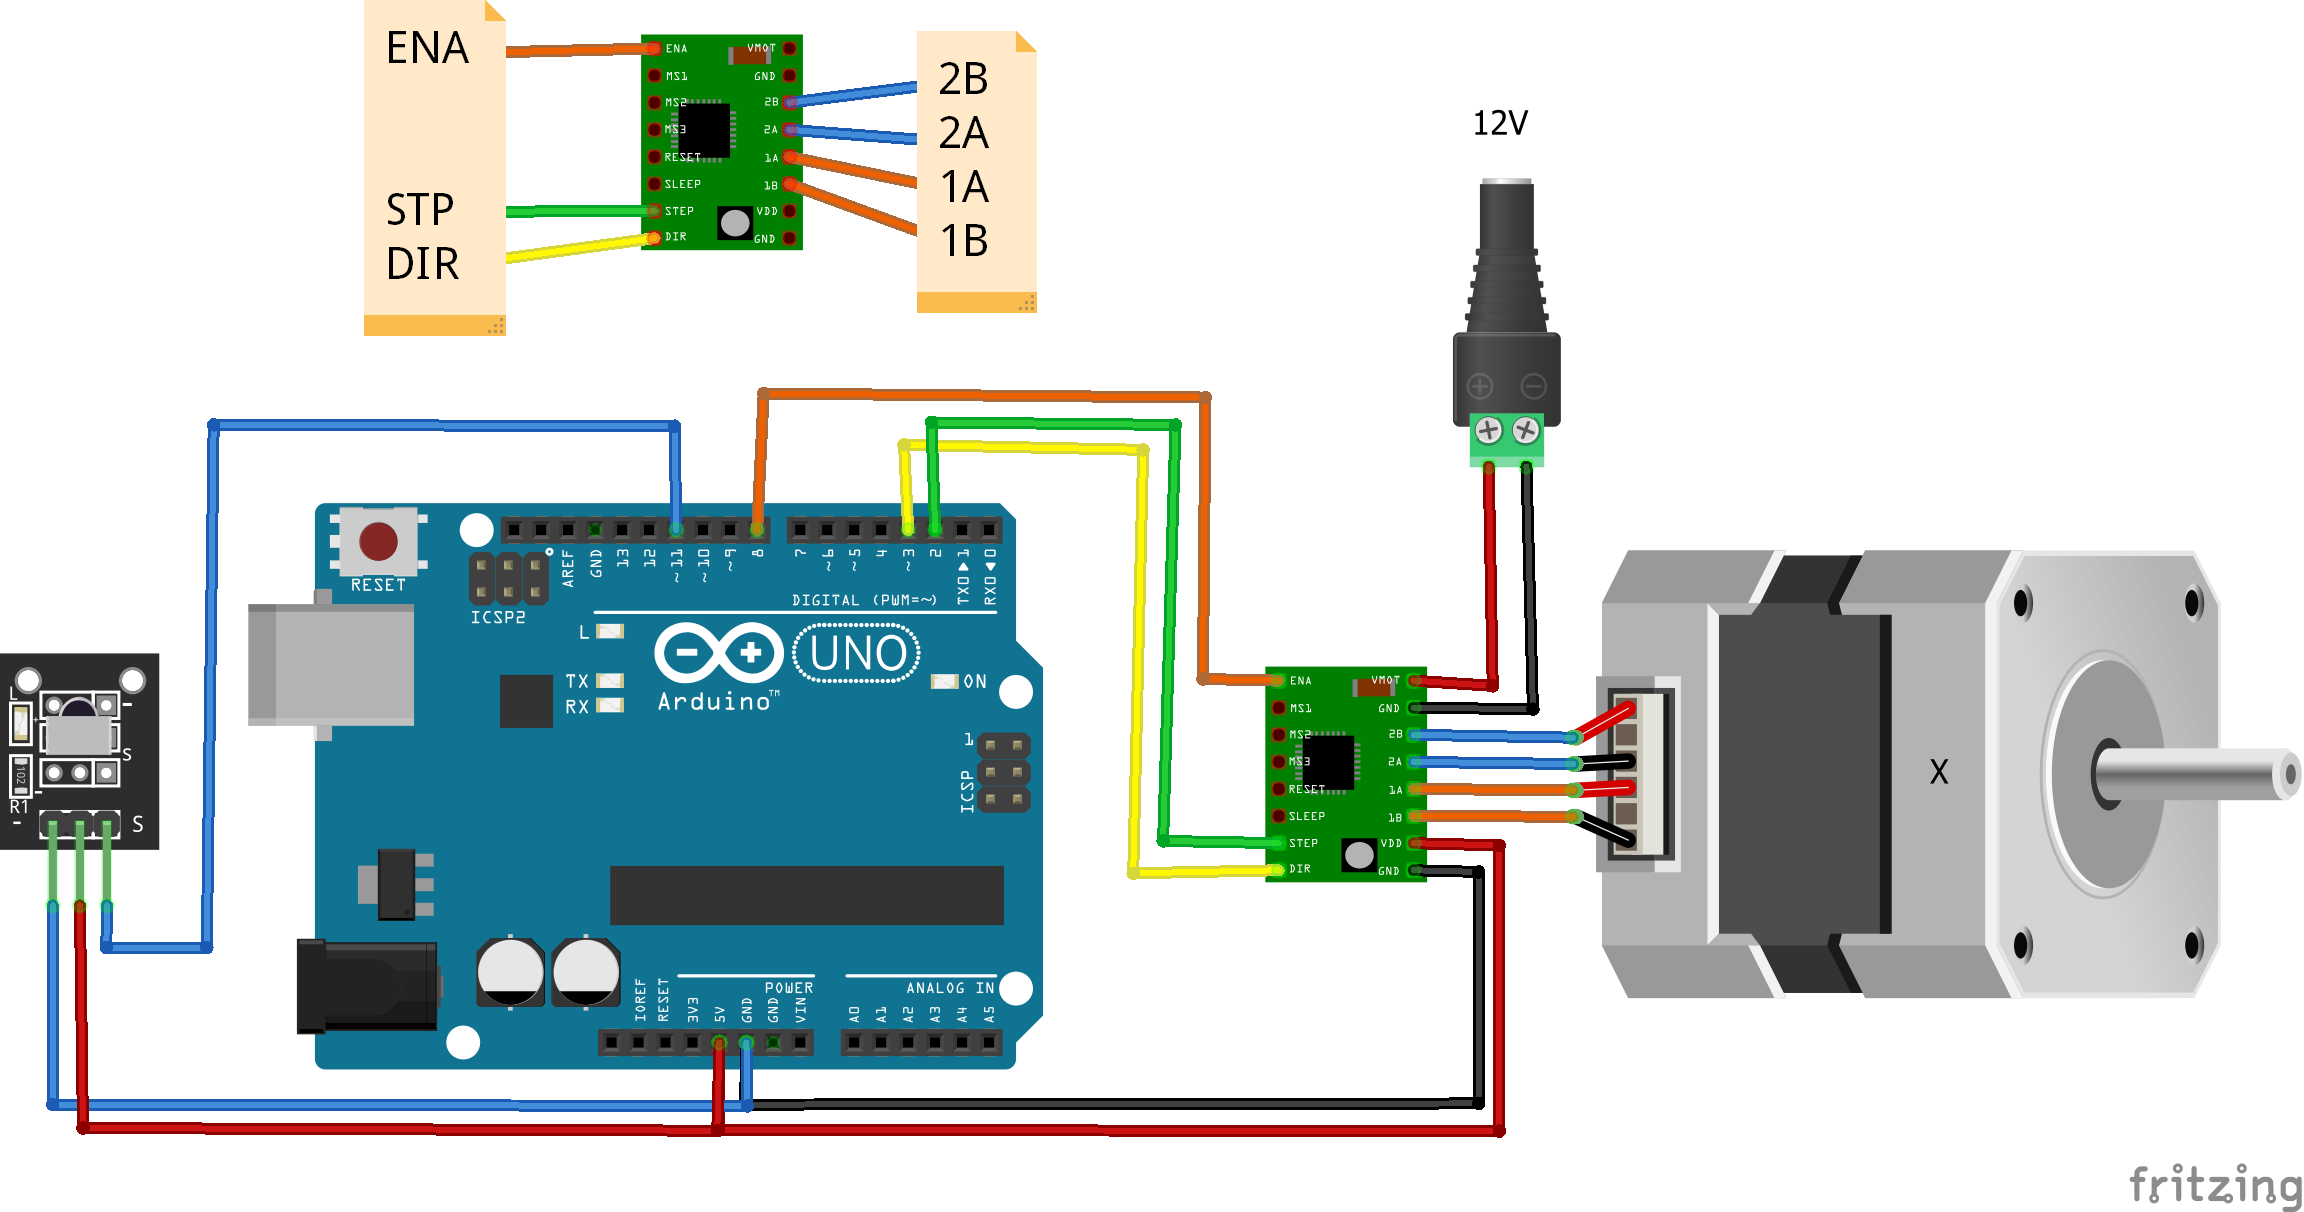 ENA
STP
DIR
ENA VMOT
MS1 GND
MS2 2B
MS3 2A
RESET 1A
SLEEP 1B
STEP VDD
DIR GND
2B
2A
1A
1B
12V
RESET
ICSP2
AREF GND 13 12 ~11 ~10 ~9 8 7 ~6 ~5 4 ~3 2 TX0▶1 RX0◀0
DIGITAL (PWM=~)
L
TX
RX
UNO
Arduino™
ON
1
ICSP
IOREF RESET 3V3 5V GND GND VIN
POWER
ANALOG IN
A0 A1 A2 A3 A4 A5
L
-
S
102
R1
-
- S
ENA VMOT
MS1 GND
MS2 2B
MS3 2A
RESET 1A
SLEEP 1B
STEP VDD
DIR GND
X
fritzing